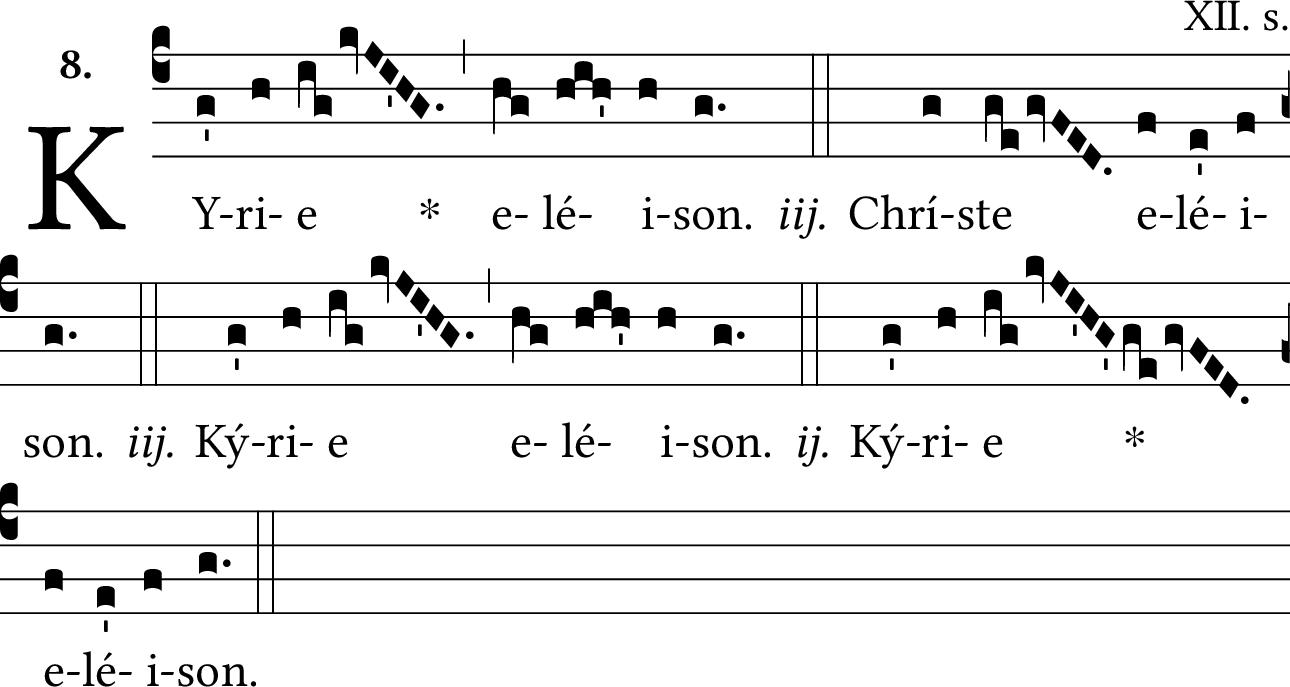 XII. s.
8.
KY-ri- e * e- lé- i-son. iij. Chrí-ste e-lé- i-
son. iij. Ký-ri- e e- lé- i-son. ij. Ký-ri- e *
e-lé- i-son.